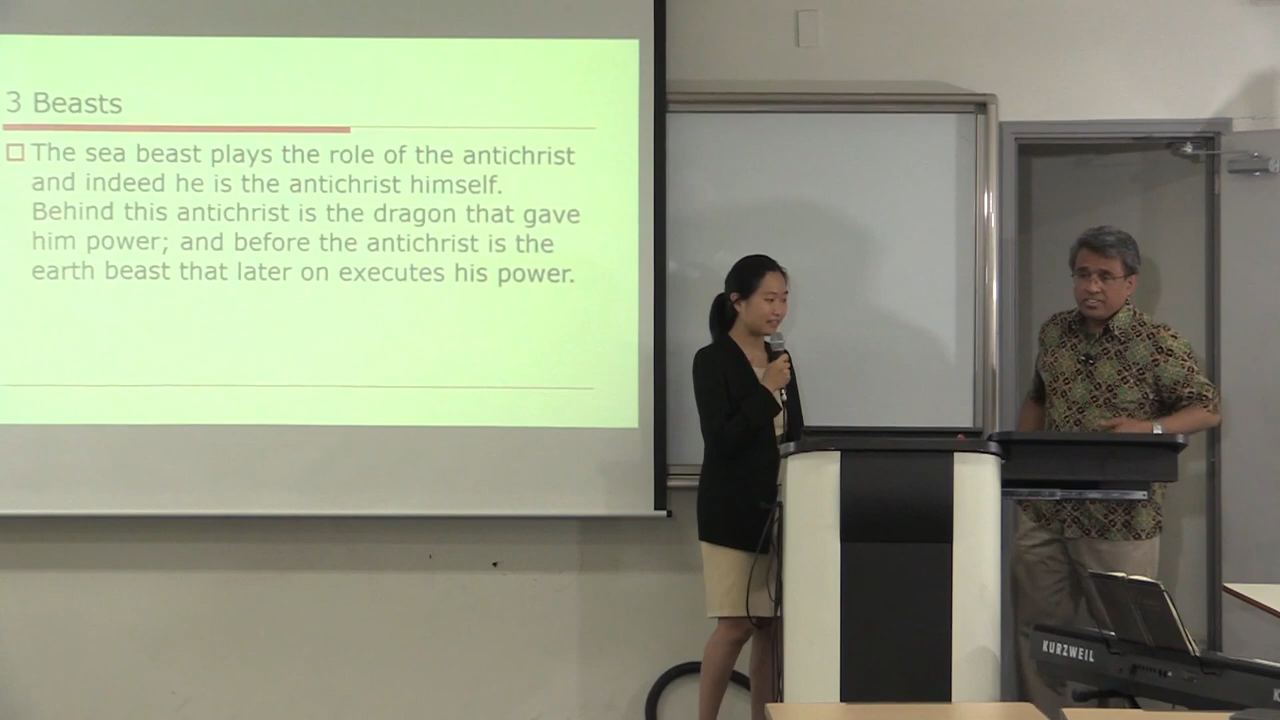 3 Beasts
The sea beast plays the role of the antichrist
and indeed he is the antichrist himself.
Behind this antichrist is the dragon that gave
him power; and before the antichrist is the
earth beast that later on executes his power.
KURZWEIL